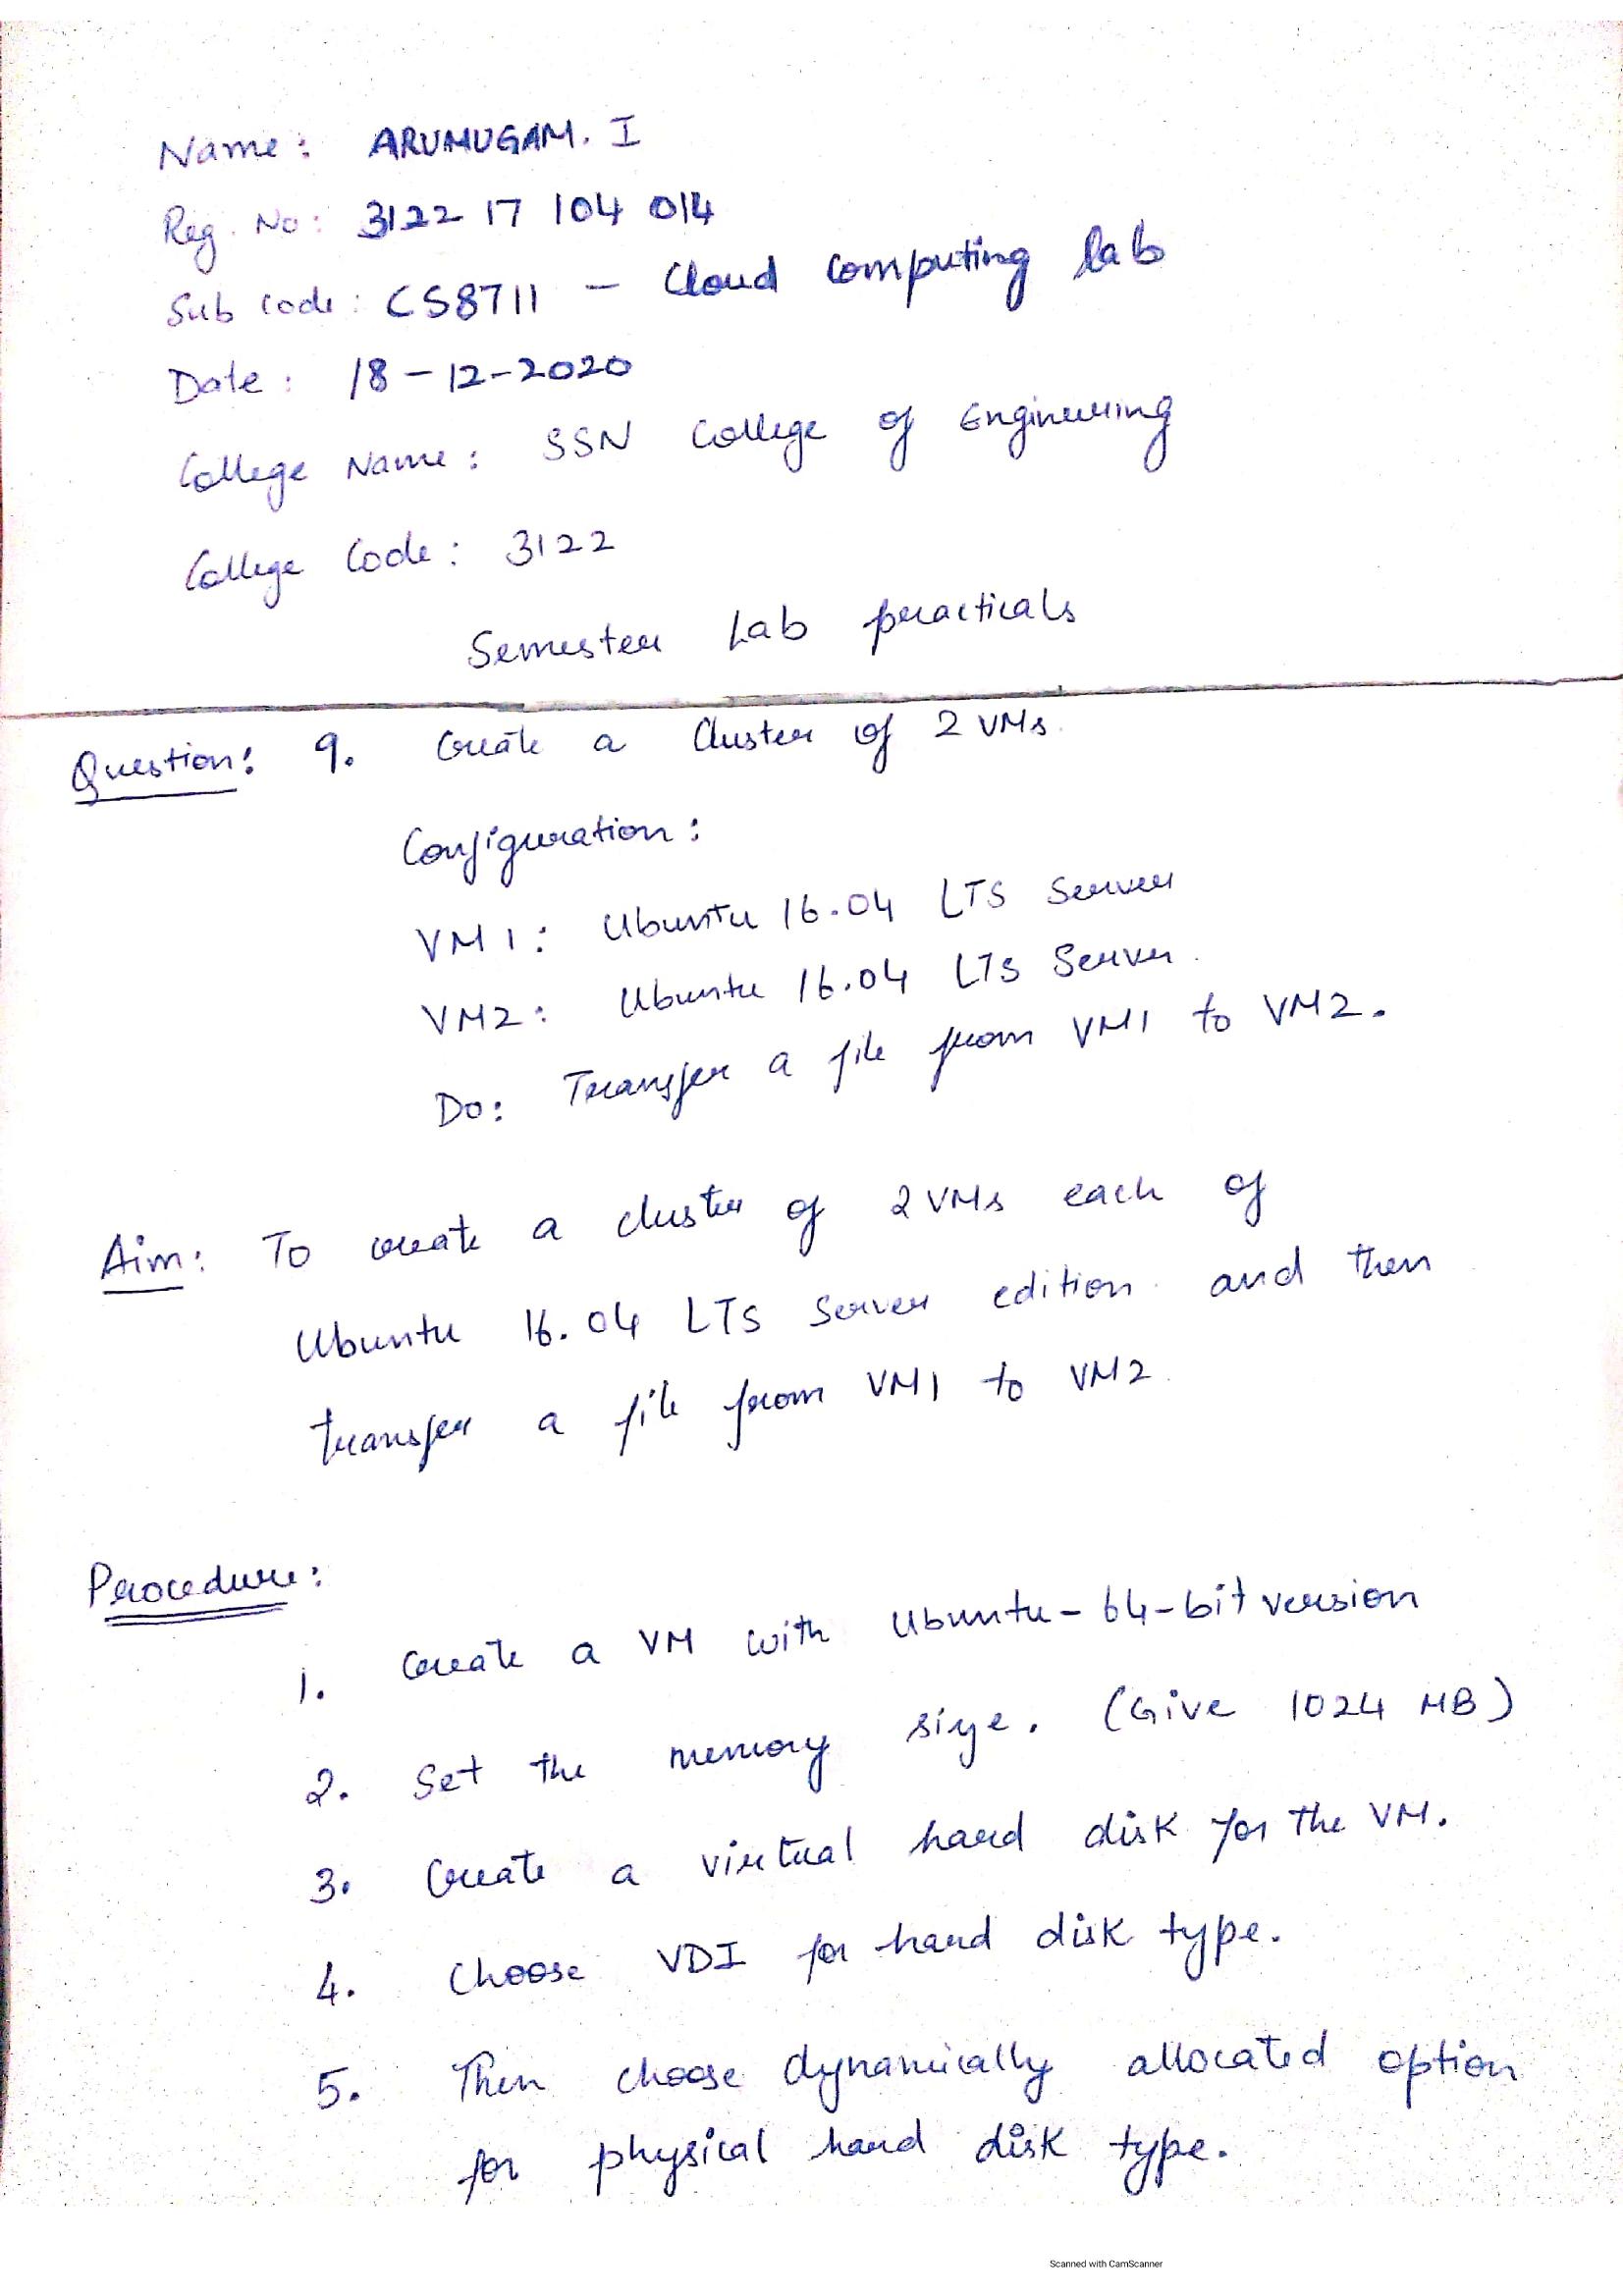 Name: ARUMUGAM. I
Reg. No: 3122 17 104 014
Sub code: CS8711 - Cloud Computing lab
Date: 18-12-2020
College Name: SSN College of Engineering
College Code: 3122
Semester Lab practicals
Question: 9. Create a Cluster of 2 VMs.
Configuration:
VM1: Ubuntu 16.04 LTS Server
VM2: Ubuntu 16.04 LTS Server.
Do: Transfer a file from VM1 to VM2.
Aim: To create a cluster of 2 VMs each of
Ubuntu 16.04 LTS Server edition and then
transfer a file from VM1 to VM2.
Procedure:
1. Create a VM with Ubuntu-64-bit version
2. Set the memory size. (Give 1024 MB)
3. Create a virtual hard disk for the VM.
4. Choose VDI for hard disk type.
5. Then choose dynamically allocated option
for physical hard disk type.
Scanned with CamScanner